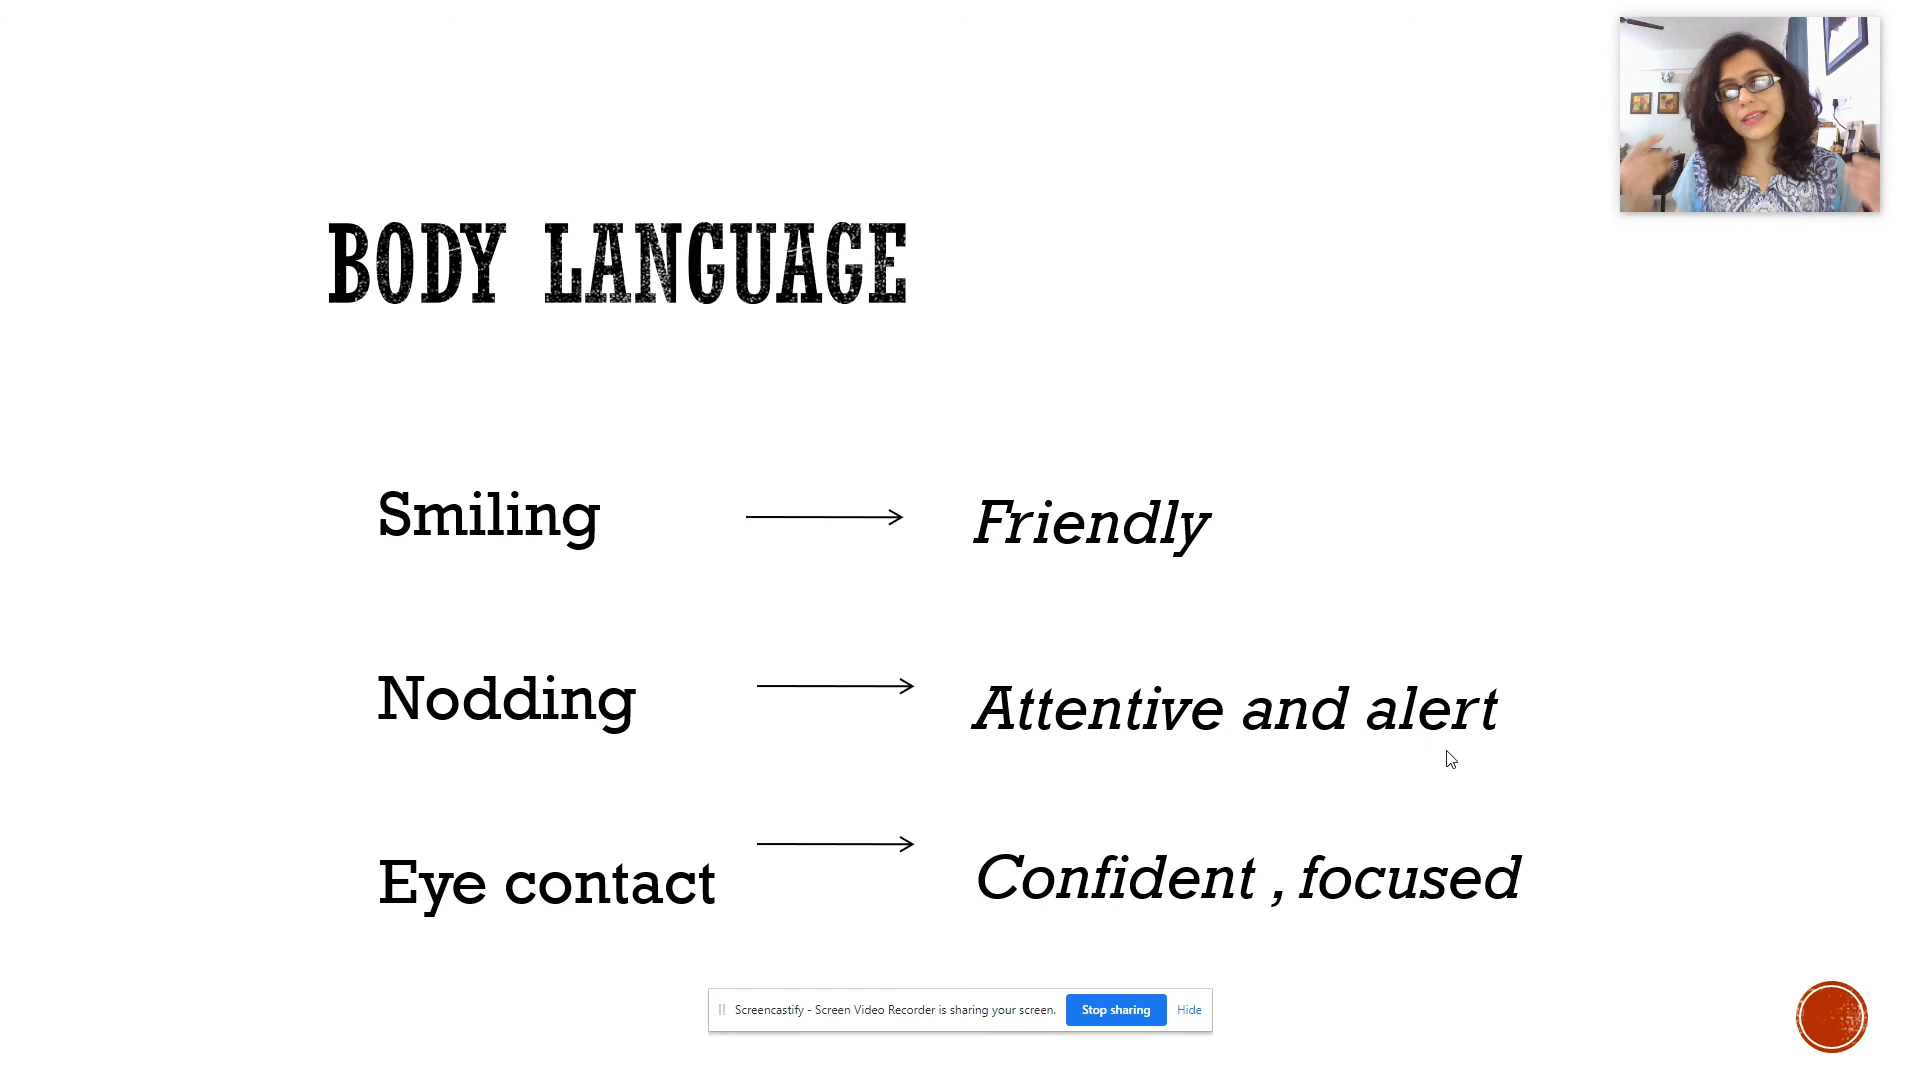 BODY LANGUAGE
Smiling
Friendly
Nodding
Attentive and alert
Eye contact
Confident , focused
Screencastify - Screen Video Recorder is sharing your screen.
Stop sharing
Hide